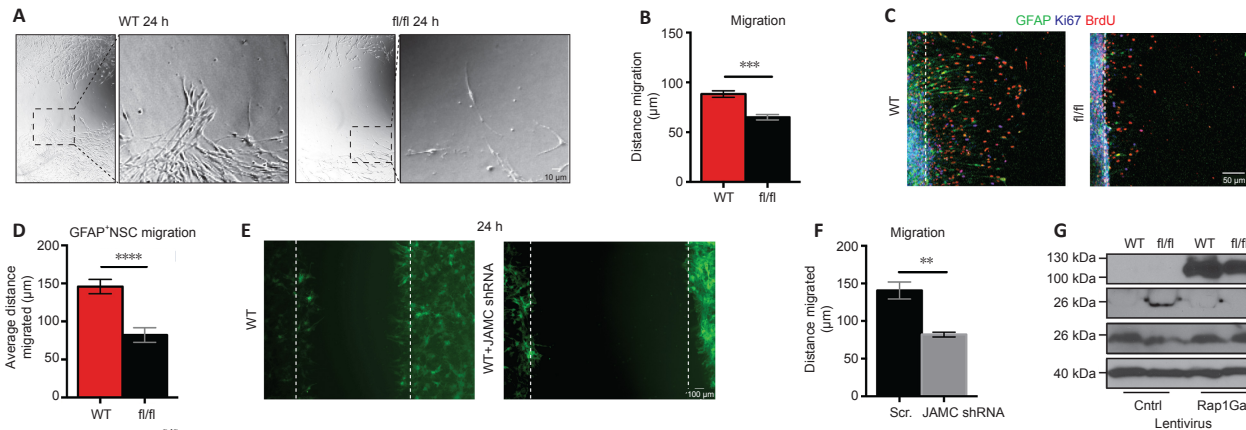 A
WT 24 h
fl/fl 24 h
10 µm
B
Migration
Distance migration
(µm)
150
100
50
0
***
WT
fl/fl
C
GFAP Ki67 BrdU
WT
fl/fl
50 µm
D
GFAP+NSC migration
Average distance
migrated (µm)
200
150
100
50
0
****
WT
fl/fl
E
24 h
WT
WT+JAMC shRNA
100 µm
F
Migration
Distance migrated
(µm)
200
150
100
50
0
**
Scr.
JAMC shRNA
G
WT fl/fl WT fl/fl
130 kDa
100 kDa
26 kDa
26 kDa
40 kDa
Cntrl
Rap1Ga
Lentivirus